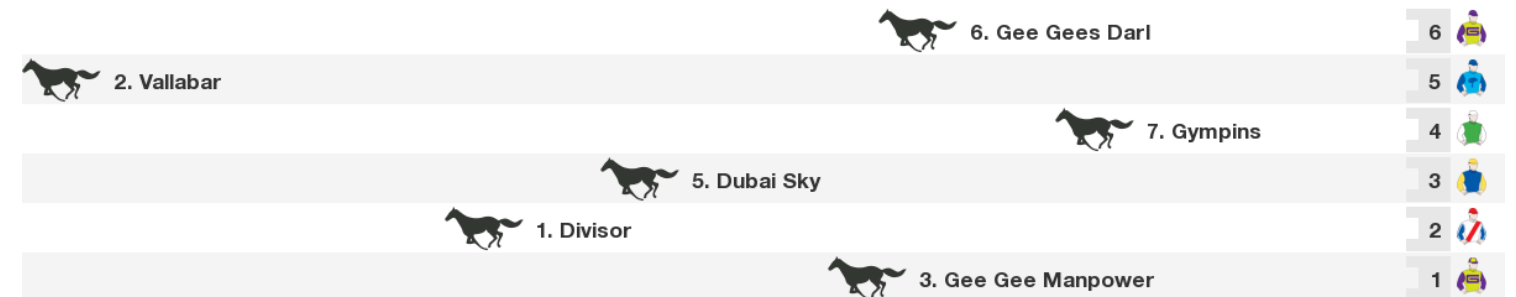 6. Gee Gees Darl 6
2. Vallabar 5
7. Gympins 4
5. Dubai Sky 3
1. Divisor 2
3. Gee Gee Manpower 1